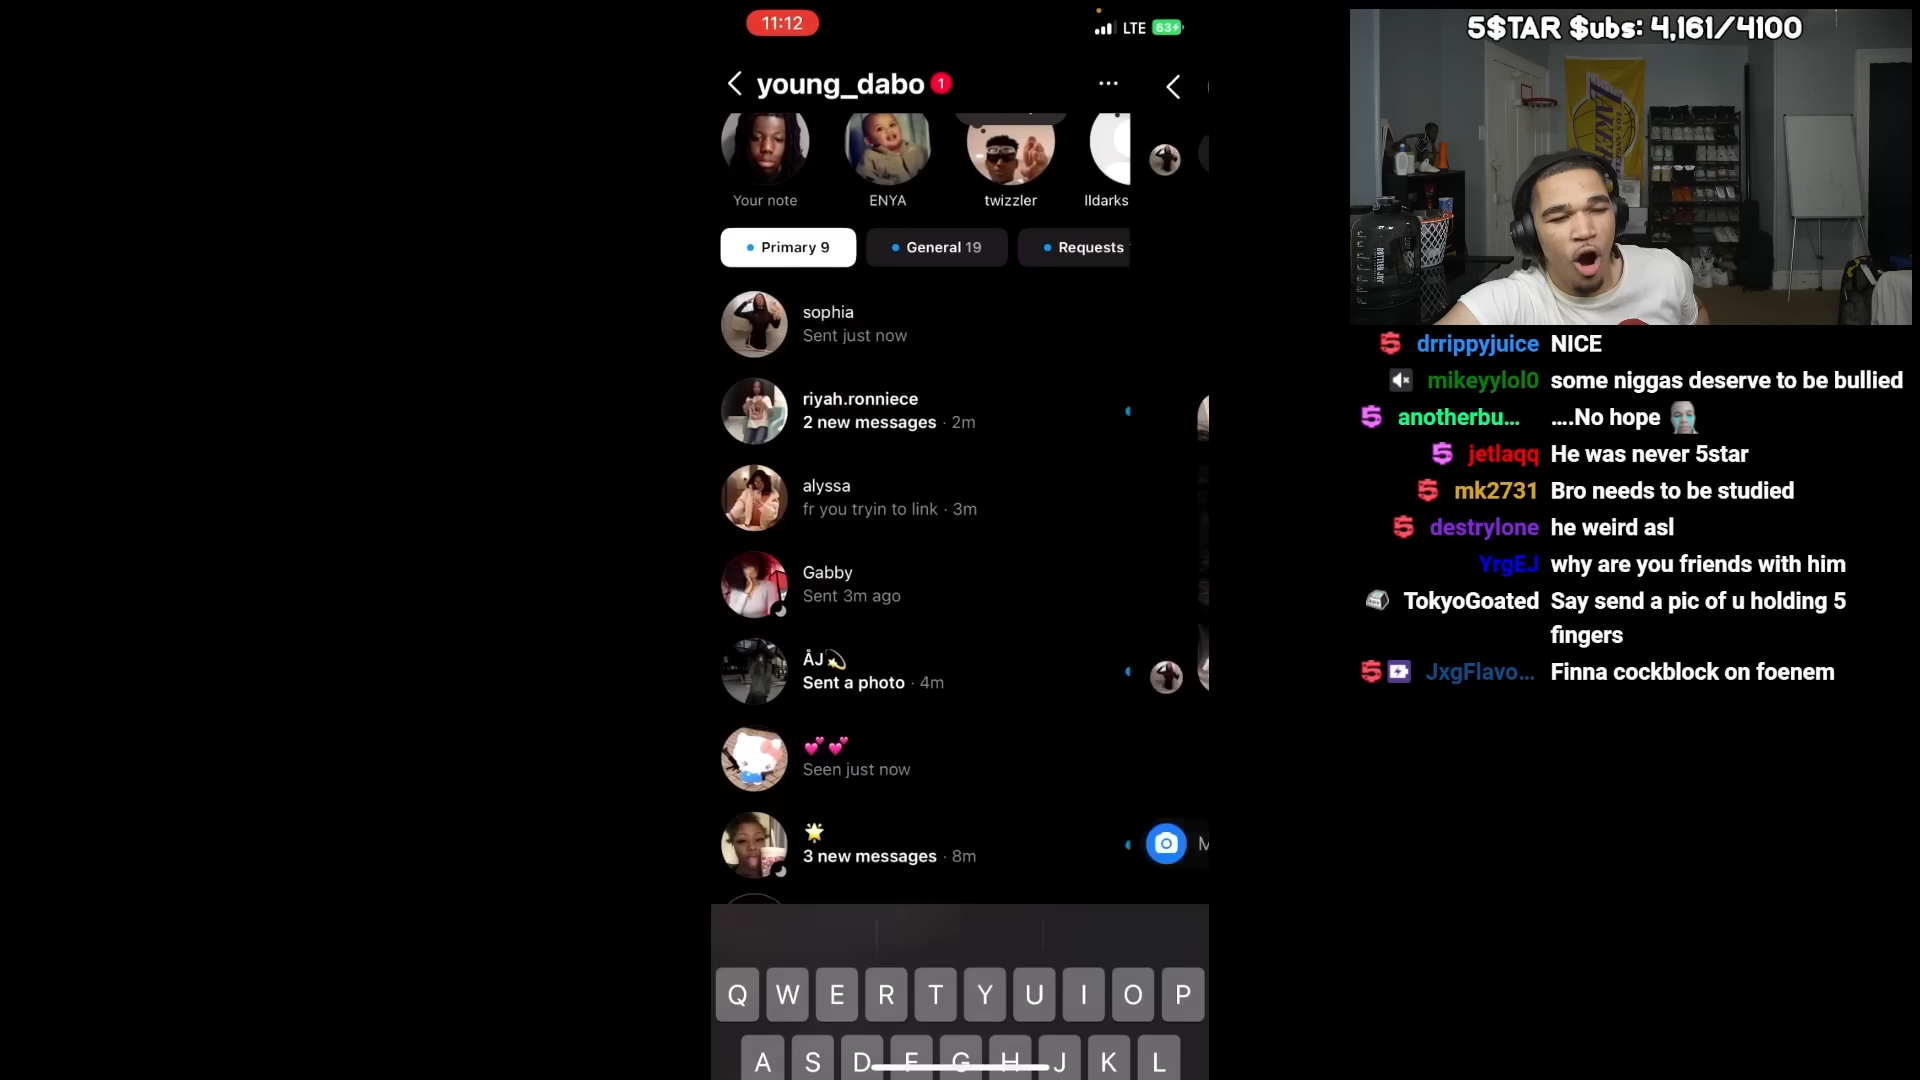 11:12
LTE 63
young_dabo 1
Your note
ENYA
twizzler
lldarks
Primary 9
General 19
Requests
sophia
Sent just now
riyah.ronniece
2 new messages · 2m
alyssa
fr you tryin to link · 3m
Gabby
Sent 3m ago
ÅJ💫
Sent a photo · 4m
💕 💕
Seen just now
🌟
3 new messages · 8m
M
Q W E R T Y U I O P
A S D F G H J K L
5$TAR $ubs: 4,161/4100
LAKERS
drrippyjuice NICE
mikeyylol0 some niggas deserve to be bullied
anotherbu... ....No hope
jetlaqq He was never 5star
mk2731 Bro needs to be studied
destrylone he weird asl
YrgEJ why are you friends with him
TokyoGoated Say send a pic of u holding 5
fingers
JxgFlavo... Finna cockblock on foenem